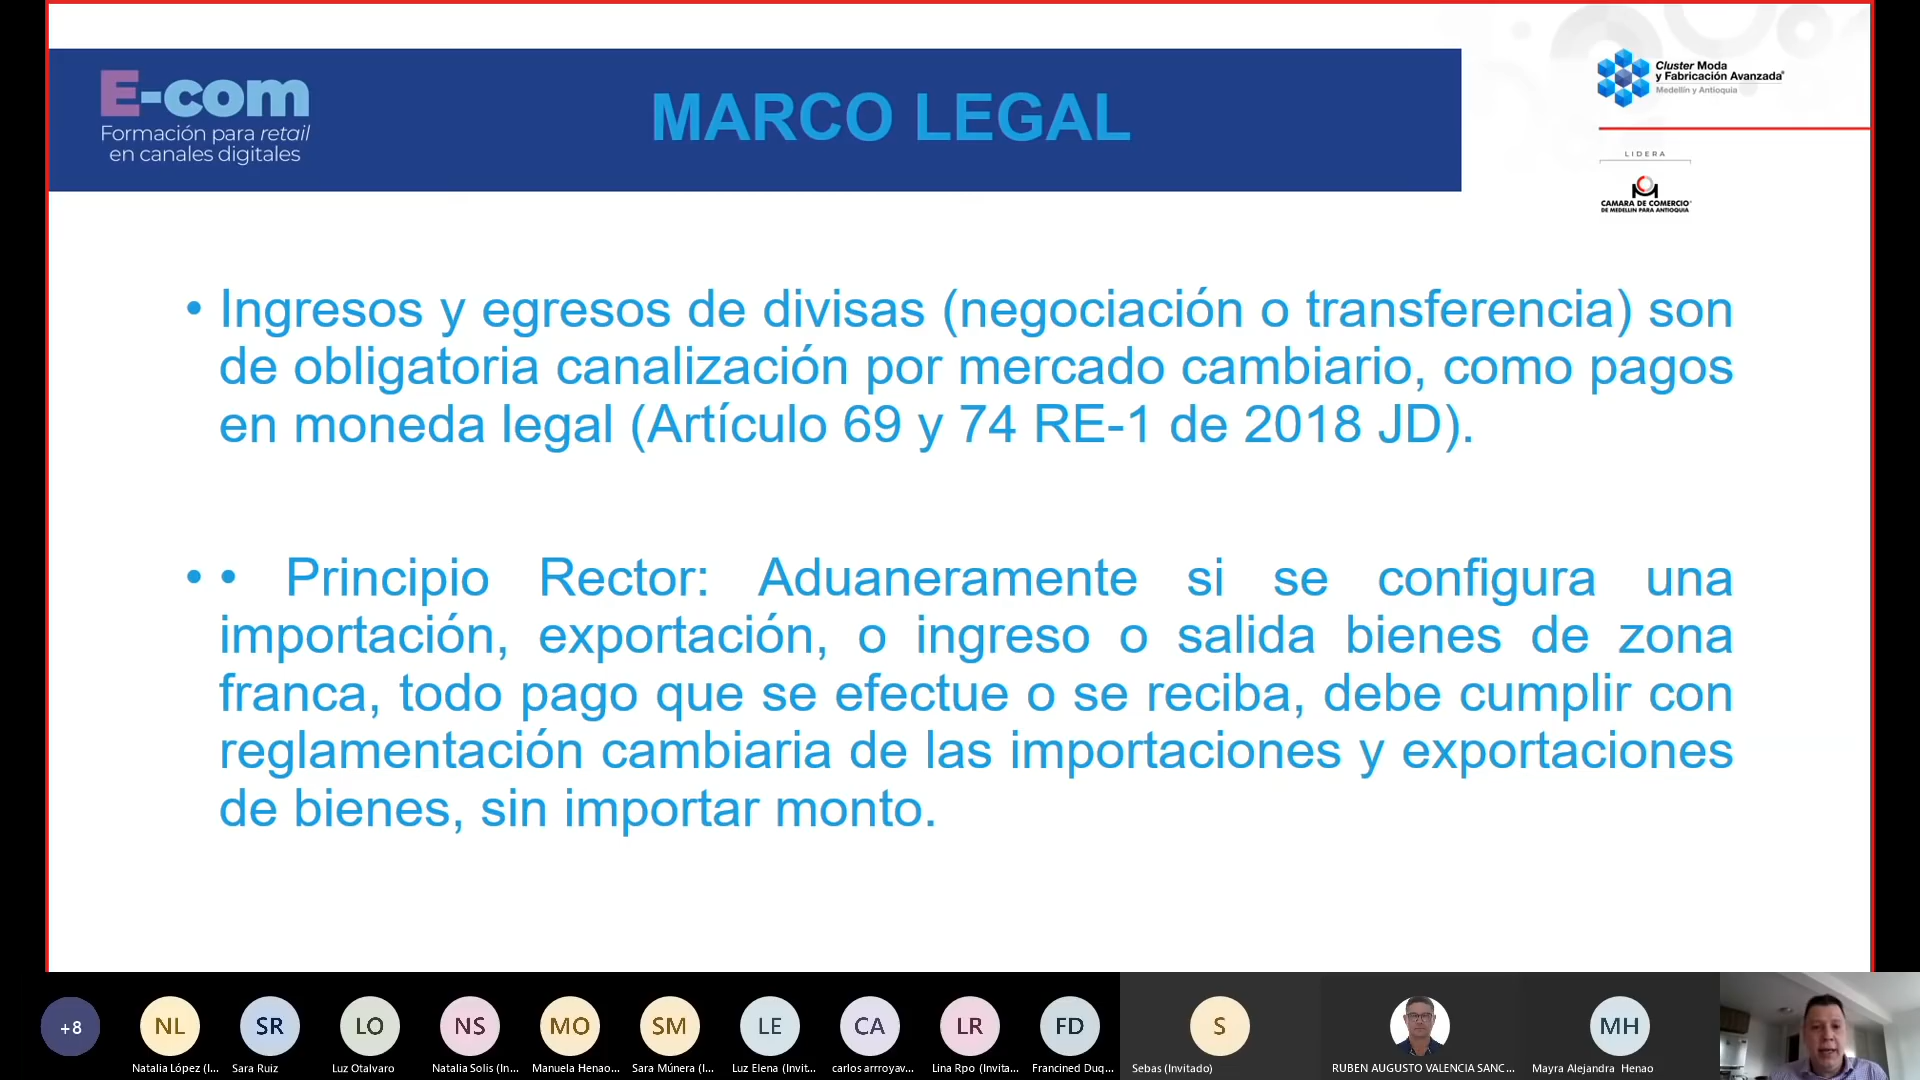 E-com
Formación para retail
en canales digitales
MARCO LEGAL
Cluster Moda
y Fabricación Avanzada
Medellín y Antioquia
LIDERA
CAMARA DE COMERCIO
DE MEDELLIN PARA ANTIOQUIA
• Ingresos y egresos de divisas (negociación o transferencia) son
de obligatoria canalización por mercado cambiario, como pagos
en moneda legal (Artículo 69 y 74 RE-1 de 2018 JD).
• • Principio Rector: Aduaneramente si se configura una
importación, exportación, o ingreso o salida bienes de zona
franca, todo pago que se efectue o se reciba, debe cumplir con
reglamentación cambiaria de las importaciones y exportaciones
de bienes, sin importar monto.
+8 NL SR LO NS MO SM LE CA LR FD S MH
Natalia López (I... Sara Ruiz Luz Otalvaro Natalia Solis (In... Manuela Henao... Sara Múnera (I... Luz Elena (Invit... carlos arrroyav... Lina Rpo (Invita... Francined Duq... Sebas (Invitado) RUBEN AUGUSTO VALENCIA SANC... Mayra Alejandra Henao